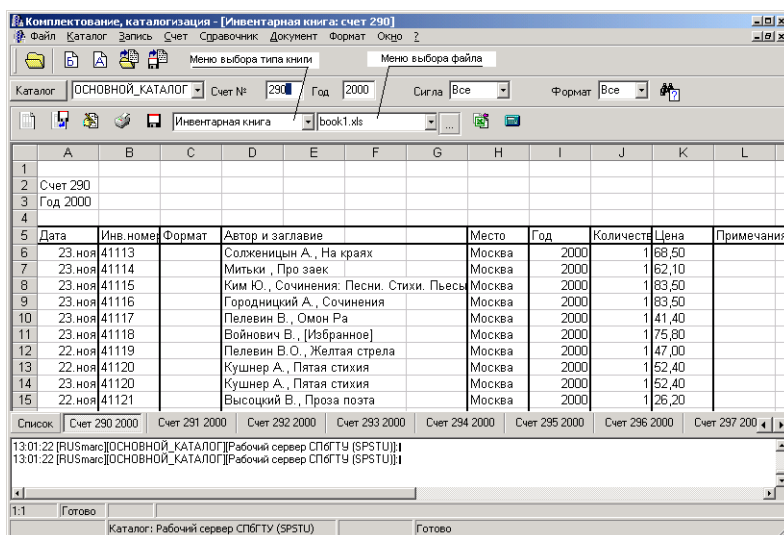 Комплектование, каталогизация - [Инвентарная книга: счет 290]
Файл Каталог Запись Счет Справочник Документ Формат Окно ?
Меню выбора типа книги Меню выбора файла
Каталог ОСНОВНОЙ_КАТАЛОГ Счет № 290 Год 2000 Сигла Все Формат Все
Инвентарная книга book1.xls ...
A B C D E F G H I J K L
1
2 Счет 290
3 Год 2000
4
5 Дата Инв.номер Формат Автор и заглавие Место Год Количеств Цена Примечания
6 23.ноя 41113 Солженицын А., На краях Москва 2000 1 68,50
7 23.ноя 41114 Митьки , Про заек Москва 2000 1 62,10
8 23.ноя 41115 Ким Ю., Сочинения: Песни. Стихи. Пьесы Москва 2000 1 83,50
9 23.ноя 41116 Городницкий А., Сочинения Москва 2000 1 83,50
10 23.ноя 41117 Пелевин В., Омон Ра Москва 2000 1 41,40
11 23.ноя 41118 Войнович В., [Избранное] Москва 2000 1 75,80
12 22.ноя 41119 Пелевин В.О., Желтая стрела Москва 2000 1 47,00
13 22.ноя 41120 Кушнер А., Пятая стихия Москва 2000 1 52,40
14 23.ноя 41120 Кушнер А., Пятая стихия Москва 2000 1 52,40
15 22.ноя 41121 Высоцкий В., Проза поэта Москва 2000 1 26,20
Список Счет 290 2000 Счет 291 2000 Счет 292 2000 Счет 293 2000 Счет 294 2000 Счет 295 2000 Счет 296 2000 Счет 297 200
13:01:22 [RUSmarc][ОСНОВНОЙ_КАТАЛОГ][Рабочий сервер СПбГТУ (SPSTU)]:
13:01:22 [RUSmarc][ОСНОВНОЙ_КАТАЛОГ][Рабочий сервер СПбГТУ (SPSTU)]:
1:1 Готово
Каталог: Рабочий сервер СПбГТУ (SPSTU) Готово